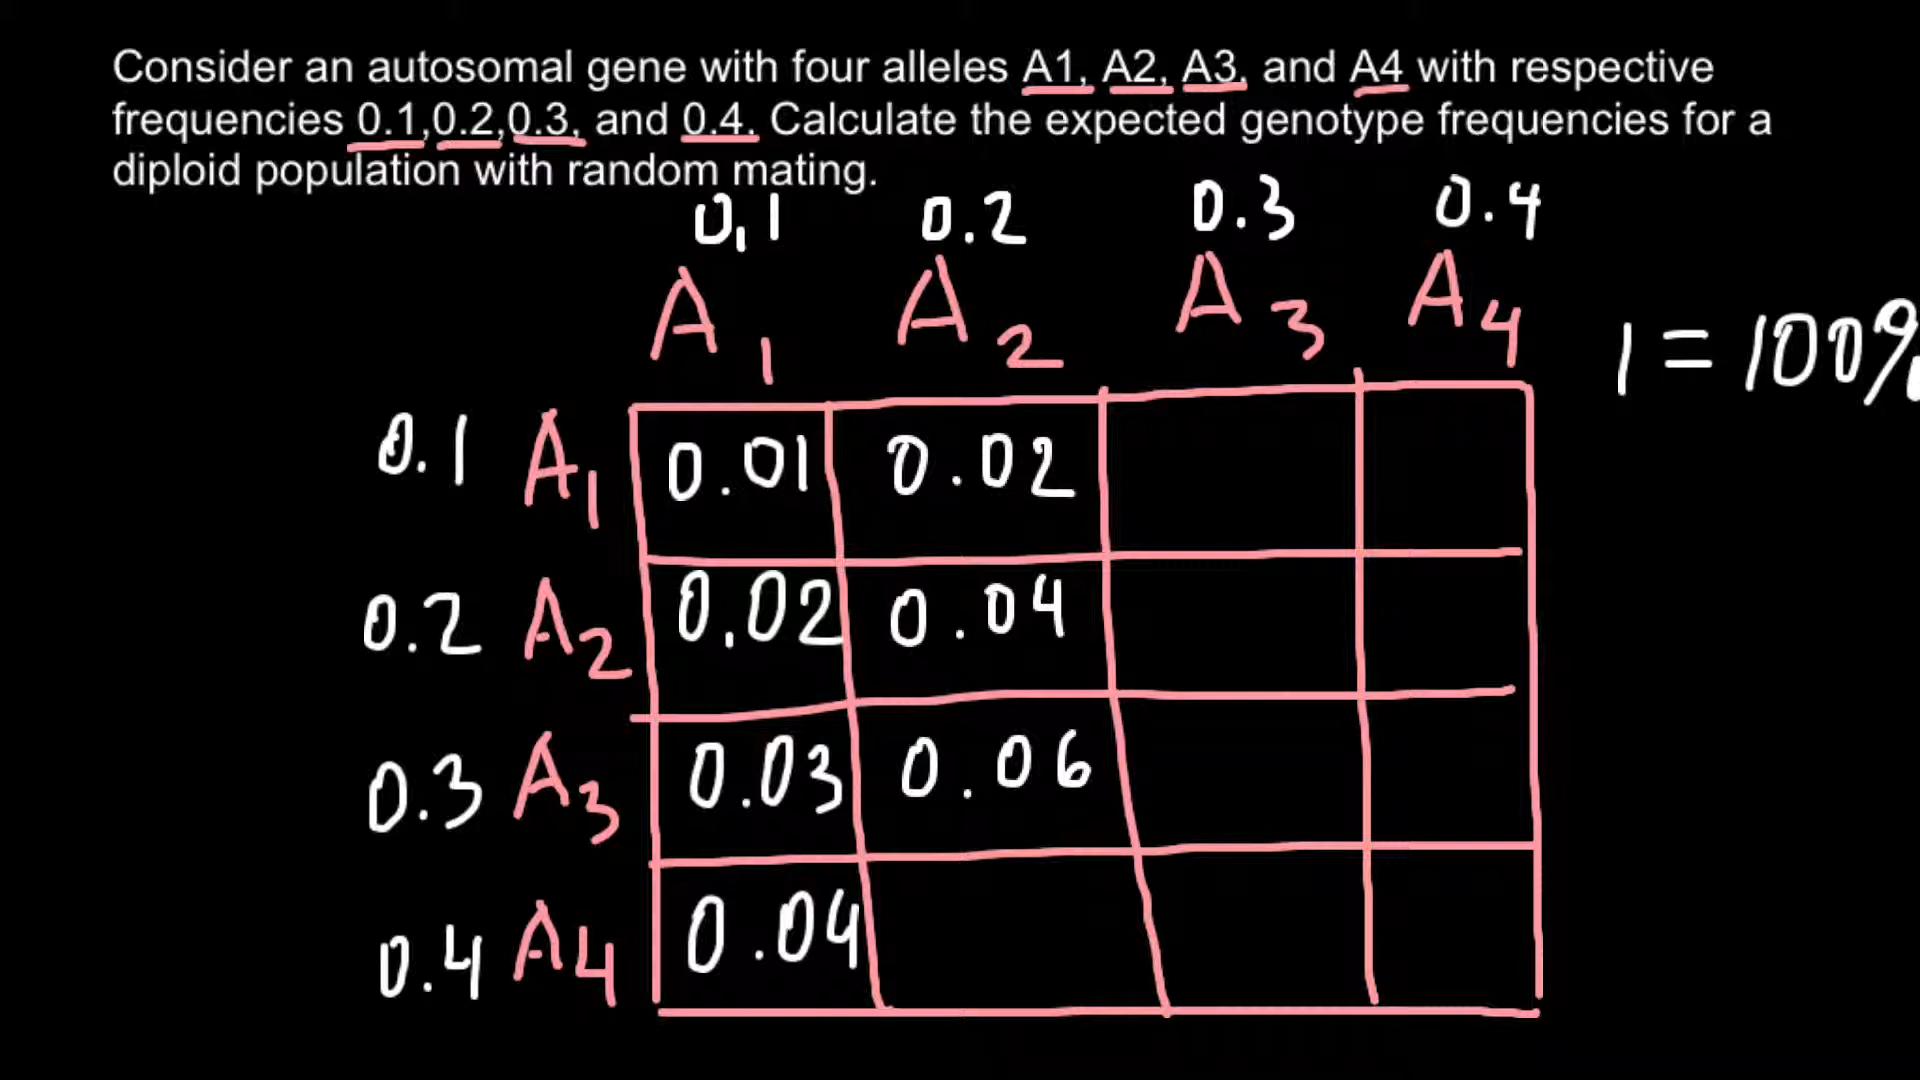 Consider an autosomal gene with four alleles A1, A2, A3, and A4 with respective
frequencies 0.1,0.2,0.3, and 0.4. Calculate the expected genotype frequencies for a
diploid population with random mating.
0,1 0.2 0.3 0.4
A1 A2 A3 A4
1 = 100%
0.1 A1 0.01 0.02
0.2 A2 0.02 0.04
0.3 A3 0.03 0.06
0.4 A4 0.04